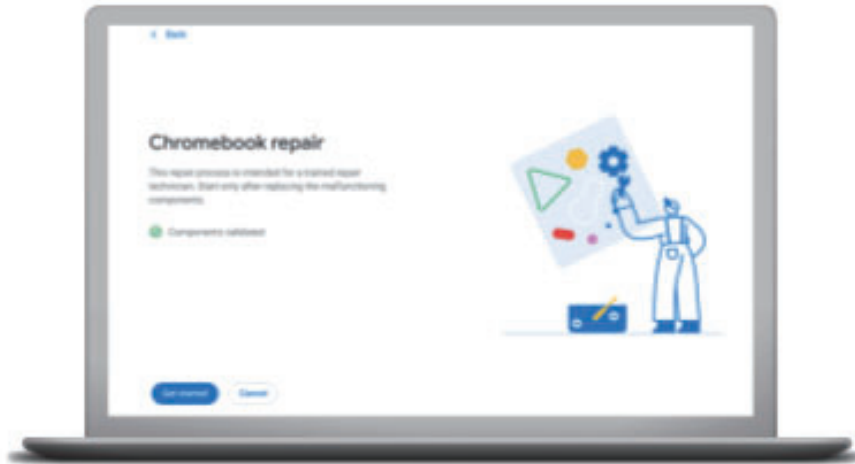 Back
Chromebook repair
This repair process is intended for a trained repair
technician. Start only after replacing the malfunctioning
components.
Components validated
Get started
Cancel